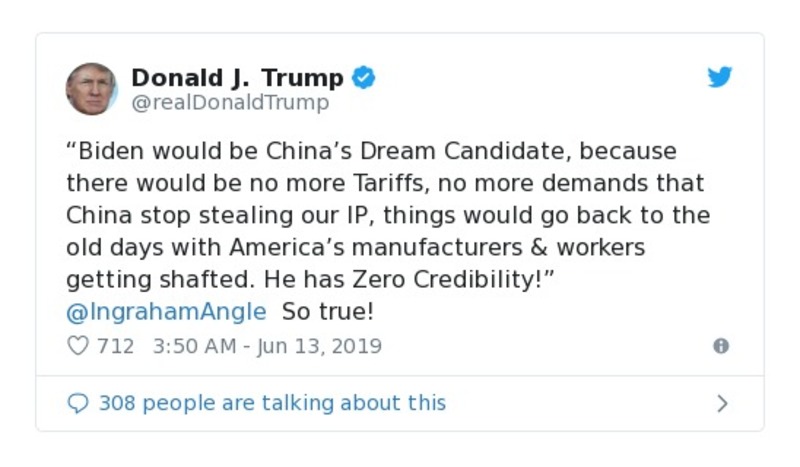 Donald J. Trump
@realDonaldTrump
“Biden would be China’s Dream Candidate, because
there would be no more Tariffs, no more demands that
China stop stealing our IP, things would go back to the
old days with America’s manufacturers & workers
getting shafted. He has Zero Credibility!”
@IngrahamAngle So true!
712 3:50 AM - Jun 13, 2019
308 people are talking about this